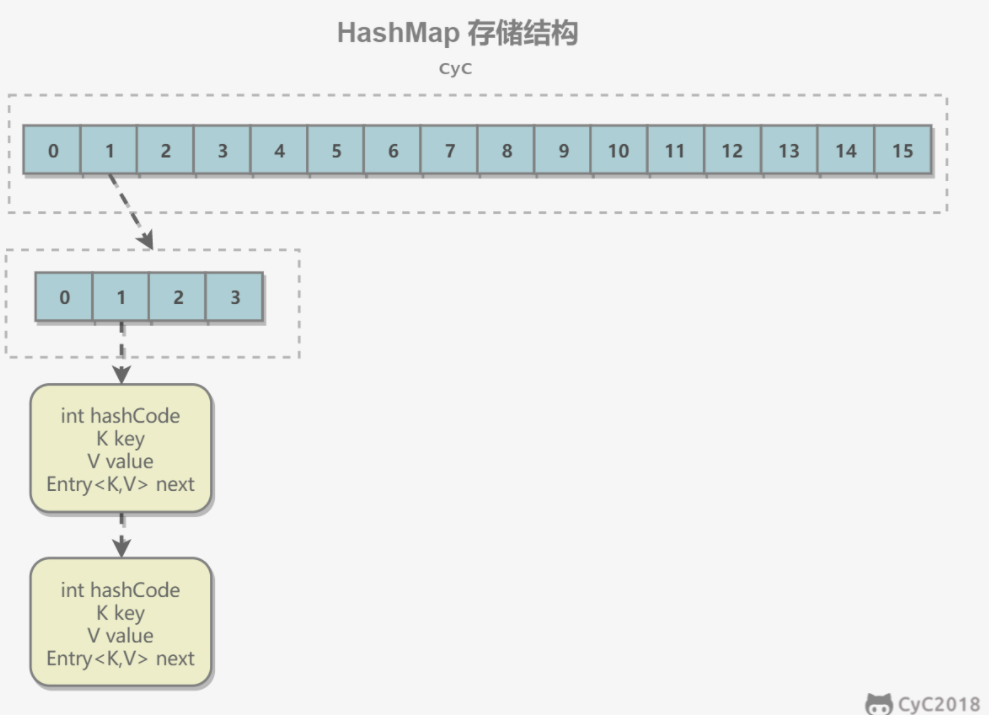 HashMap 存储结构
CyC
0 1 2 3 4 5 6 7 8 9 10 11 12 13 14 15
0 1 2 3
int hashCode
K key
V value
Entry<K,V> next
int hashCode
K key
V value
Entry<K,V> next
CyC2018